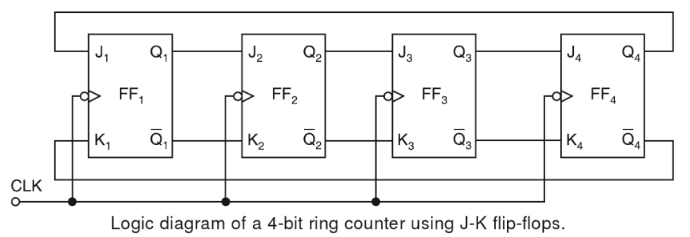 J₁ Q₁ J₂ Q₂ J₃ Q₃ J₄ Q₄
FF₁ FF₂ FF₃ FF₄
K₁ Q̅₁ K₂ Q̅₂ K₃ Q̅₃ K₄ Q̅₄
CLK
Logic diagram of a 4-bit ring counter using J-K flip-flops.